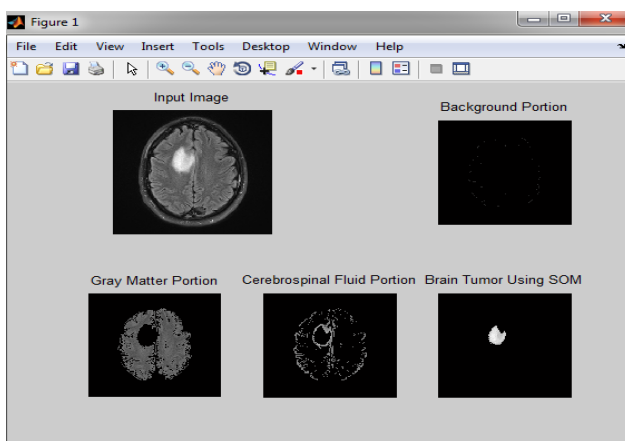 Figure 1
File Edit View Insert Tools Desktop Window Help
Input Image
Background Portion
Gray Matter Portion
Cerebrospinal Fluid Portion
Brain Tumor Using SOM